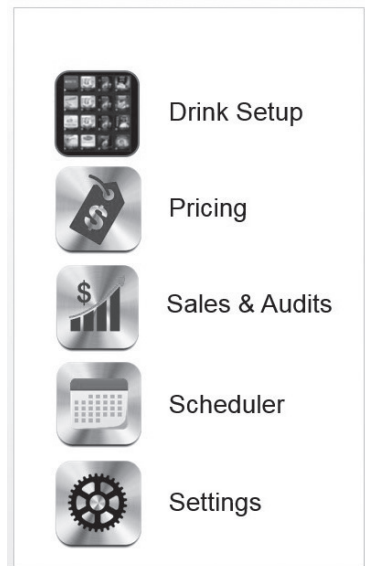 Drink Setup
$
Pricing
$
Sales & Audits
Scheduler
Settings